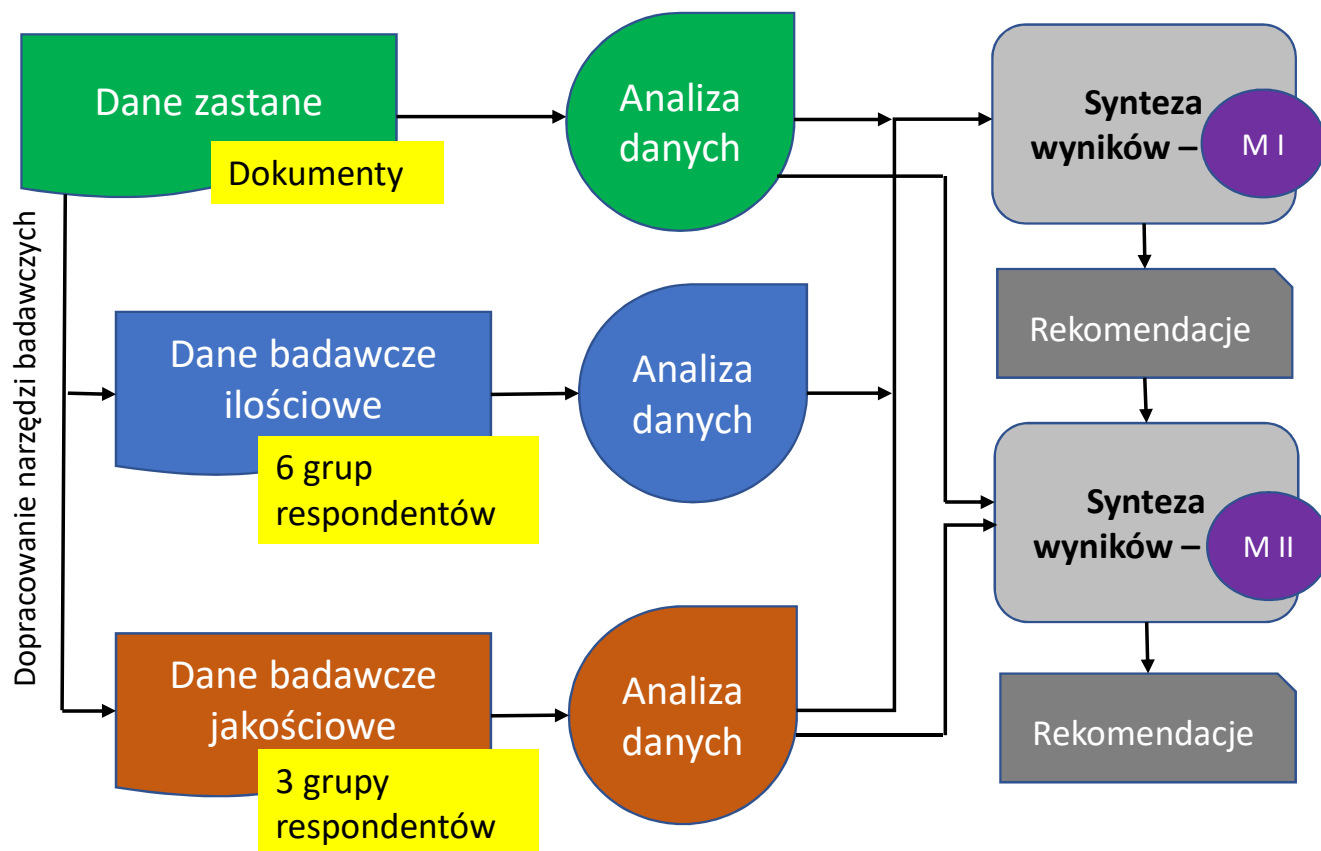 Dane zastane
Dokumenty
Analiza
danych
Synteza
wyników –
M I
Dopracowanie narzędzi badawczych
Rekomendacje
Dane badawcze
ilościowe
6 grup
respondentów
Analiza
danych
Synteza
wyników –
M II
Dane badawcze
jakościowe
3 grupy
respondentów
Analiza
danych
Rekomendacje